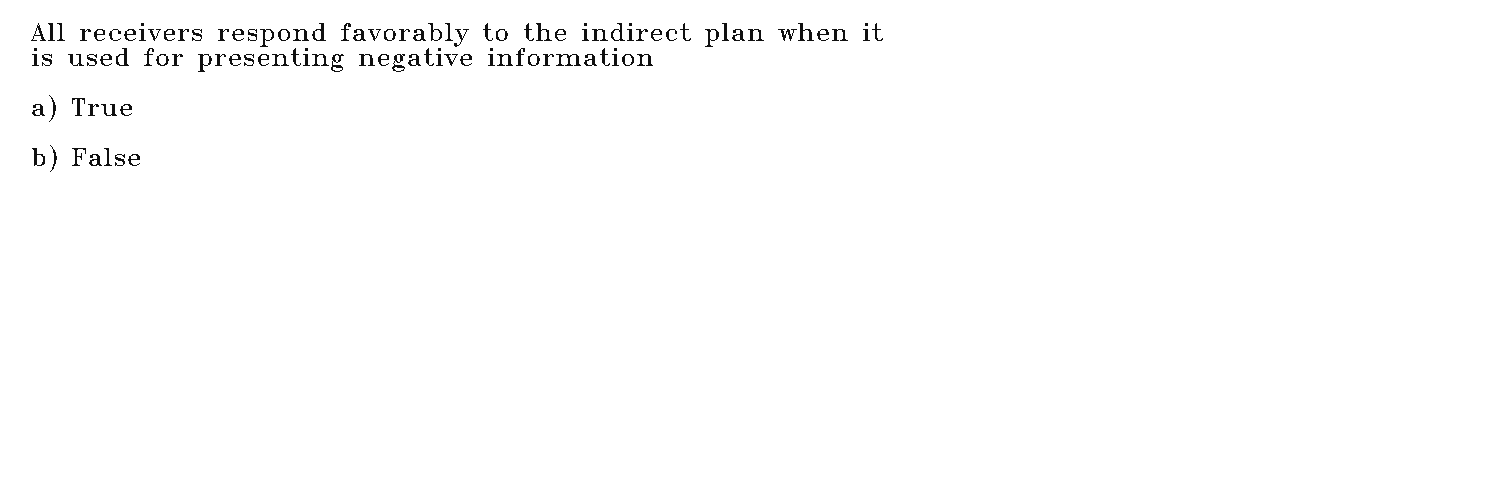 All receivers respond favorably to the indirect plan when it
is used for presenting negative information
a) True
b) False